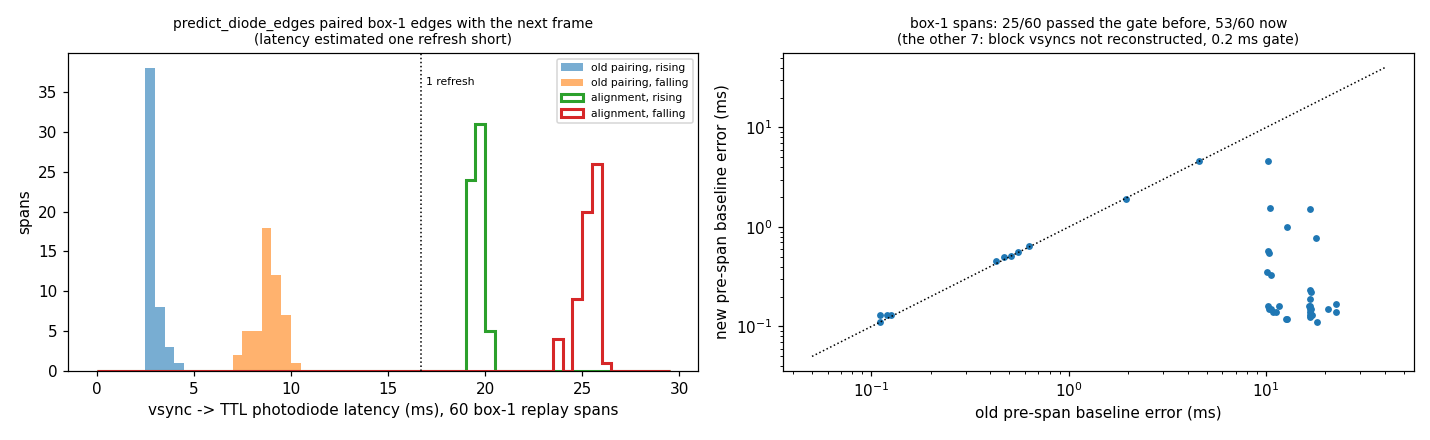 predict_diode_edges paired box-1 edges with the next frame
(latency estimated one refresh short)
1 refresh
old pairing, rising
old pairing, falling
alignment, rising
alignment, falling
spans
0
5
10
15
20
25
30
35
0
5
10
15
20
25
30
vsync -> TTL photodiode latency (ms), 60 box-1 replay spans
box-1 spans: 25/60 passed the gate before, 53/60 now
(the other 7: block vsyncs not reconstructed, 0.2 ms gate)
new pre-span baseline error (ms)
10¹
10⁰
10⁻¹
10⁻¹
10⁰
10¹
old pre-span baseline error (ms)